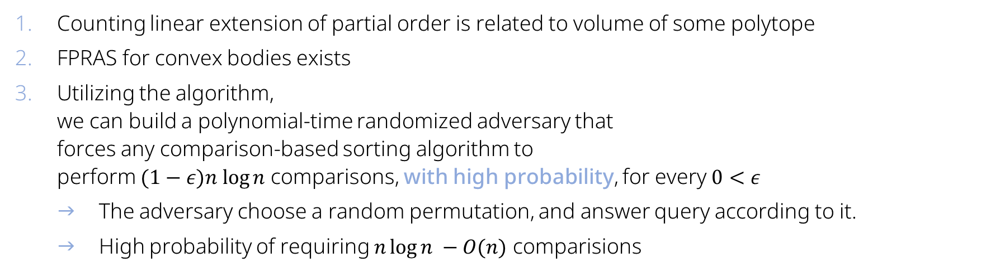 1. Counting linear extension of partial order is related to volume of some polytope
2. FPRAS for convex bodies exists
3. Utilizing the algorithm,
we can build a polynomial-time randomized adversary that
forces any comparison-based sorting algorithm to
perform (1 − ϵ)n log n comparisons, with high probability, for every 0 < ϵ
→ The adversary choose a random permutation, and answer query according to it.
→ High probability of requiring n log n − O(n) comparisions